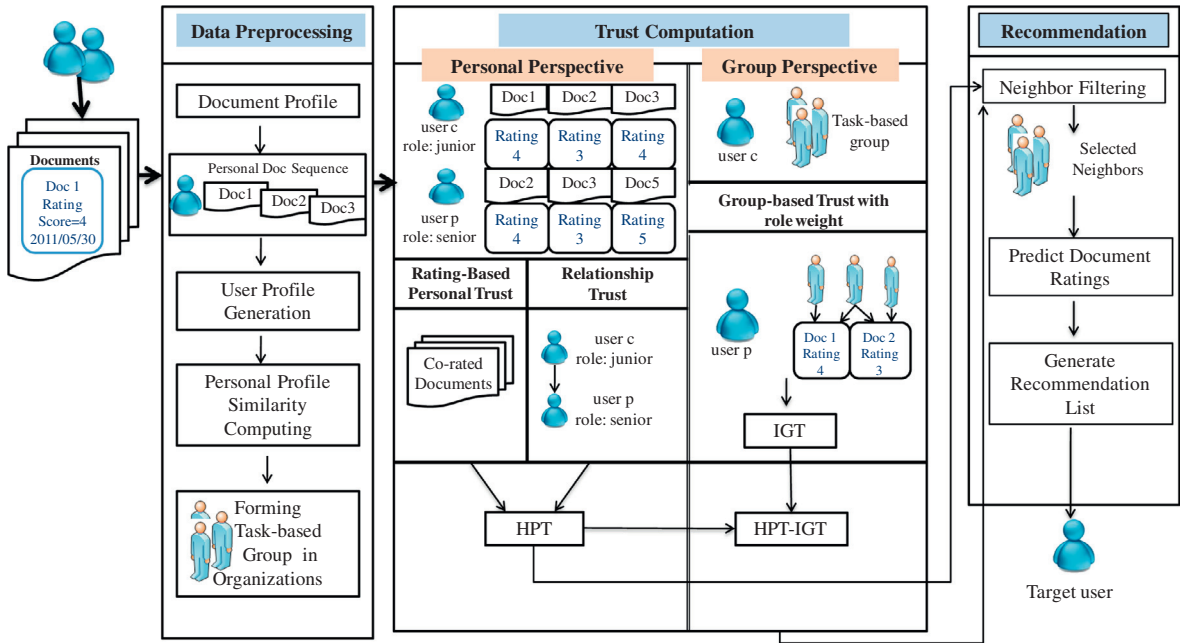 Documents
Doc 1
Rating
Score=4
2011/05/30
Data Preprocessing
Document Profile
Personal Doc Sequence
Doc1
Doc2
Doc3
User Profile
Generation
Personal Profile
Similarity
Computing
Forming
Task-based
Group in
Organizations
Trust Computation
Personal Perspective
user c
role: junior
Doc1
Doc2
Doc3
Rating
4
Rating
3
Rating
4
user p
role: senior
Doc2
Doc3
Doc5
Rating
4
Rating
3
Rating
5
Rating-Based
Personal Trust
Co-rated
Documents
Relationship
Trust
user c
role: junior
user p
role: senior
HPT
Group Perspective
user c
Task-based
group
Group-based Trust with
role weight
user p
Doc 1
Rating
4
Doc 2
Rating
3
IGT
HPT-IGT
Recommendation
Neighbor Filtering
Selected
Neighbors
Predict Document
Ratings
Generate
Recommendation
List
Target user